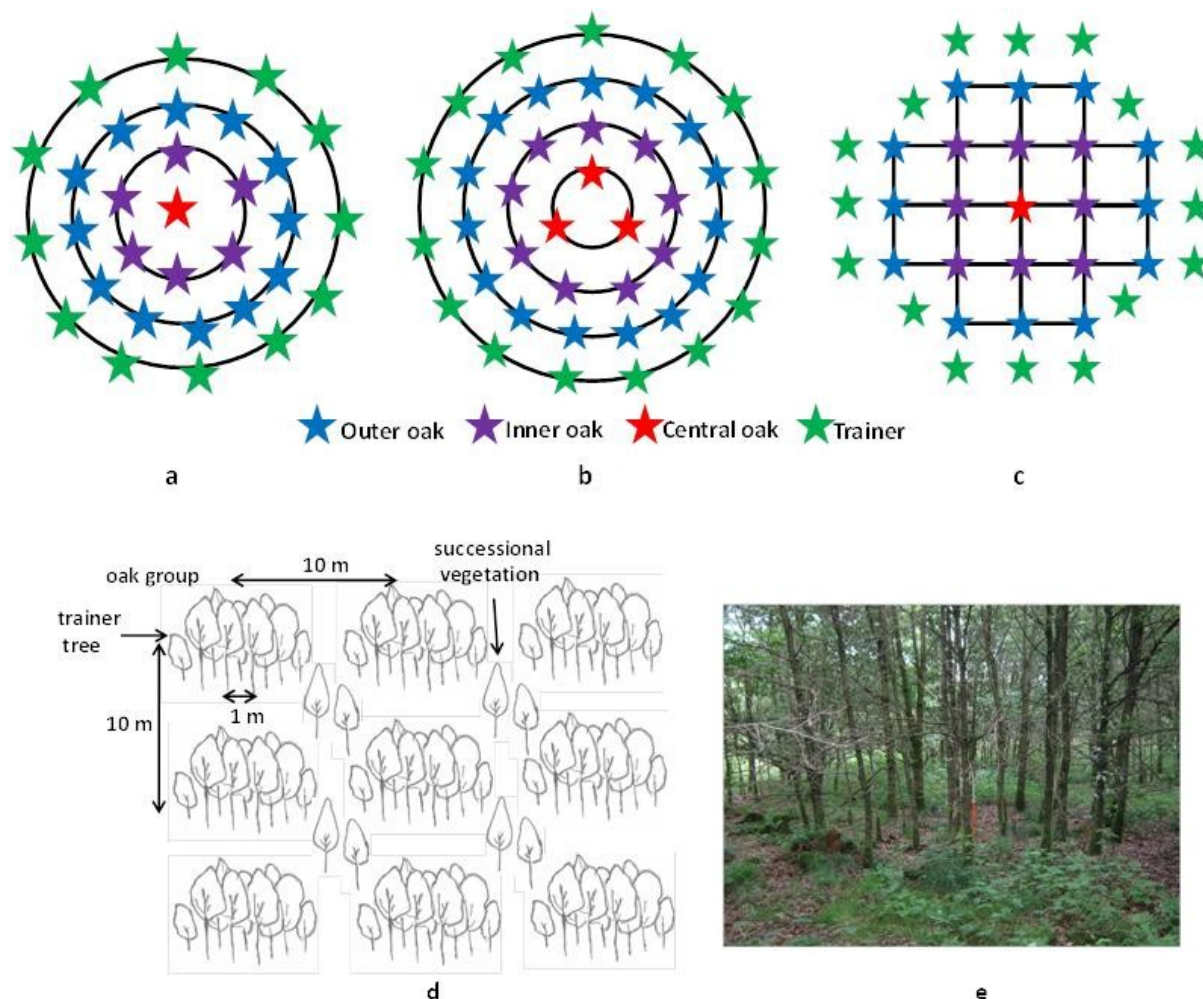 Outer oak Inner oak Central oak Trainer
a b c
successional
vegetation
10 m
oak group
trainer
tree
1 m
10 m
d e